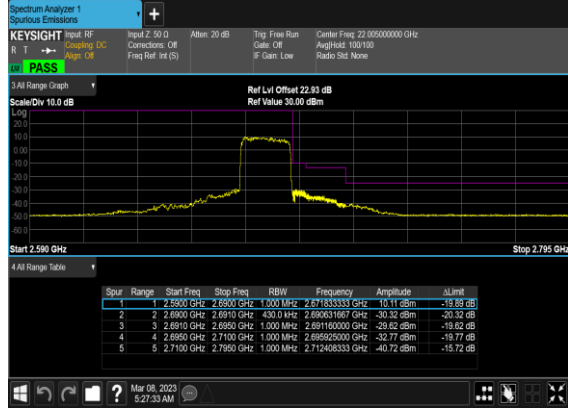 Spectrum Analyzer 1
Spurious Emissions
+
KEYSIGHT Input: RF Input Z: 50 Ω Atten: 20 dB Trig: Free Run Center Freq: 22.005000000 GHz
R T Coupling: DC Corrections: Off Gate: Off Avg|Hold: 100/100
Align: Off Freq Ref: Int (S) IF Gain: Low Radio Std: None
PASS
3 All Range Graph
Ref Lvl Offset 22.93 dB
Scale/Div 10.0 dB Ref Value 30.00 dBm
Log
20.0
10.0
0.00
-10.0
-20.0
-30.0
-40.0
-50.0
-60.0
Start 2.590 GHz Stop 2.795 GHz
4 All Range Table
Spur Range Start Freq Stop Freq RBW Frequency Amplitude ΔLimit
1 1 2.5900 GHz 2.6900 GHz 1.000 MHz 2.671833333 GHz 10.11 dBm -19.89 dB
2 2 2.6900 GHz 2.6910 GHz 430.0 kHz 2.690631667 GHz -30.32 dBm -20.32 dB
3 3 2.6910 GHz 2.6950 GHz 1.000 MHz 2.691160000 GHz -29.62 dBm -19.62 dB
4 4 2.6950 GHz 2.7100 GHz 1.000 MHz 2.695925000 GHz -32.77 dBm -19.77 dB
5 5 2.7100 GHz 2.7950 GHz 1.000 MHz 2.712408333 GHz -40.72 dBm -15.72 dB
? Mar 08, 2023
5:27:33 AM